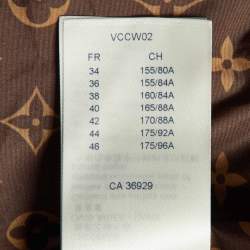 VCCW02
FR CH
34 155/80A
36 155/84A
38 160/84A
40 165/88A
42 170/88A
44 175/92A
46 175/96A
CA 36929